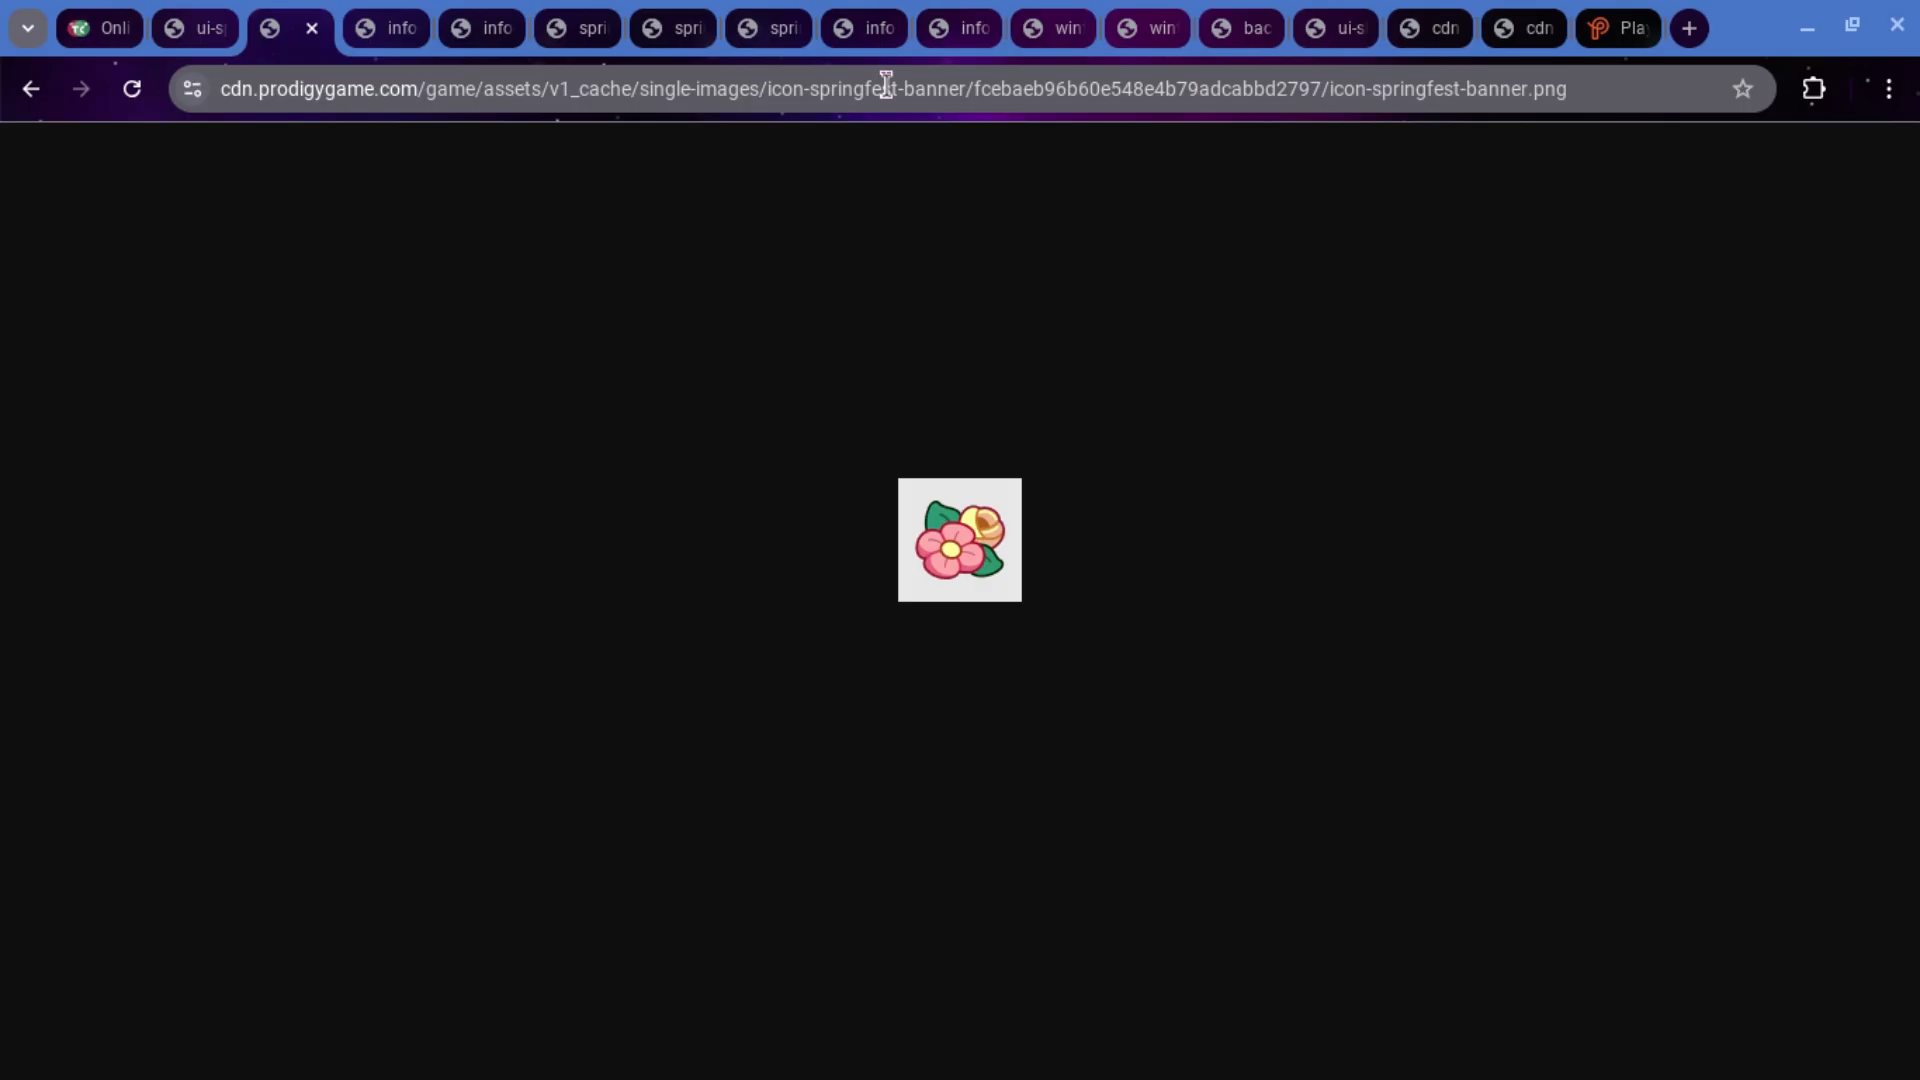 Onli
ui-s
info
info
spri
spri
spri
info
info
win
win
bac
ui-s
cdn
cdn
Pla
cdn.prodigygame.com/game/assets/v1_cache/single-images/icon-springfest-banner/fcebaeb96b60e548e4b79adcabbd2797/icon-springfest-banner.png